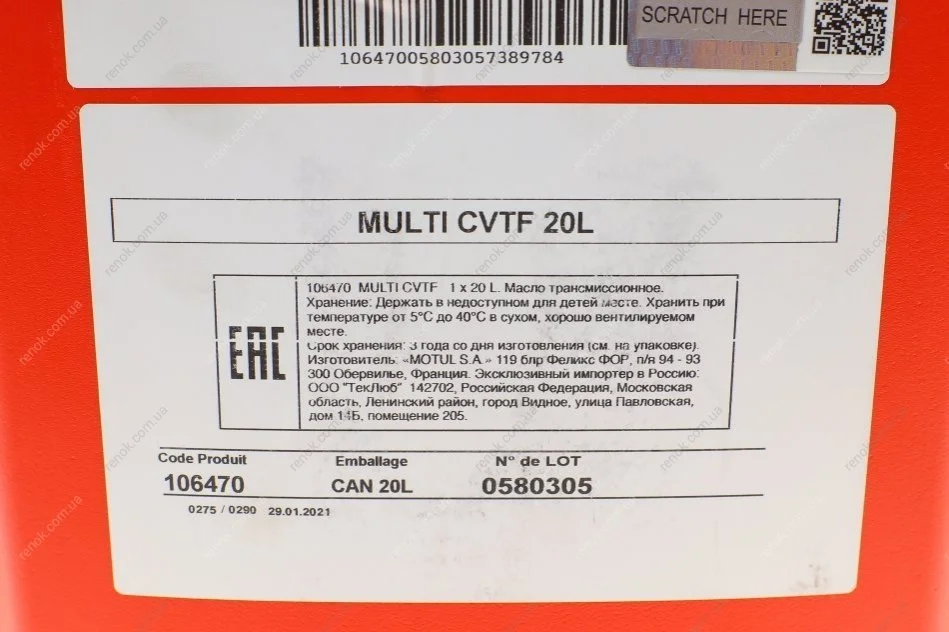 SCRATCH HERE
10647005803057389784
MULTI CVTF 20L
106470 MULTI CVTF 1 x 20 L. Масло трансмиссионное.
Хранение: Держать в недоступном для детей месте. Хранить при
температуре от 5°C до 40°C в сухом, хорошо вентилируемом
месте.
Срок хранения: 3 года со дня изготовления (см. на упаковке).
Изготовитель: «MOTUL S.A.» 119 блр Феликс ФОР, п/я 94 - 93
300 Обервилье, Франция. Эксклюзивный импортер в Россию:
ООО "ТекЛюб" 142702, Российская Федерация, Московская
область, Ленинский район, город Видное, улица Павловская,
дом 14Б, помещение 205.
EAC
Code Produit Emballage N° de LOT
106470 CAN 20L 0580305
0275 / 0290 29.01.2021
renok.com.ua